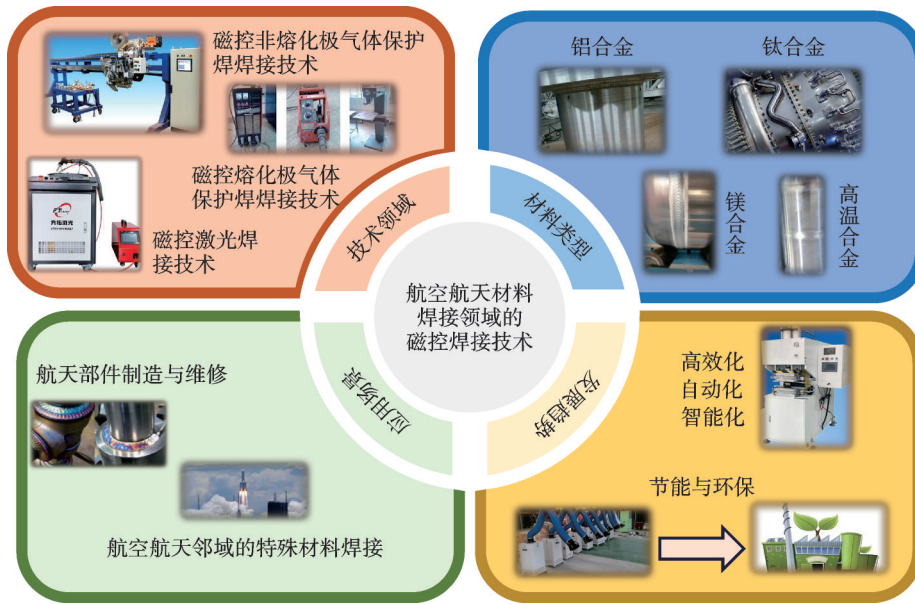 磁控非熔化极气体保护
焊焊接技术
磁控熔化极气体
保护焊焊接技术
磁控激光焊
接技术
铝合金
钛合金
镁合金
高温合金
技术领域
材料类型
航空航天材料
焊接领域的
磁控焊接技术
应用场景
发展趋势
航天部件制造与维修
航空航天邻域的特殊材料焊接
高效化
自动化
智能化
节能与环保